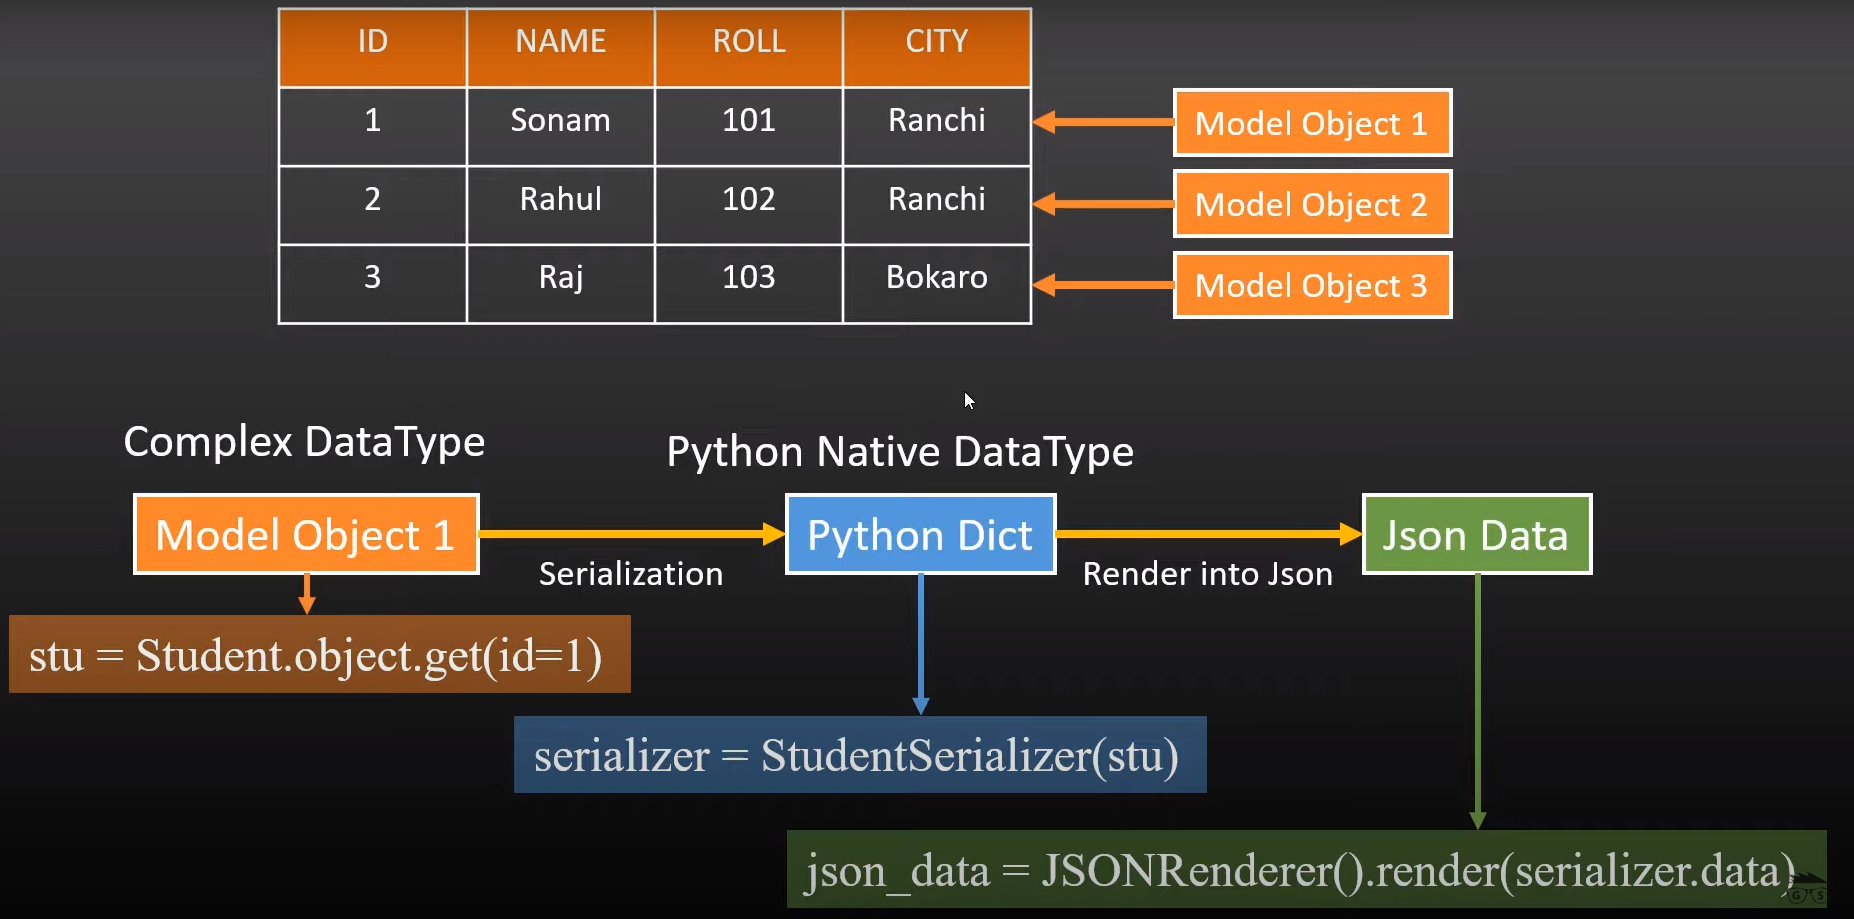 ID NAME ROLL CITY
1 Sonam 101 Ranchi
Model Object 1
2 Rahul 102 Ranchi
Model Object 2
3 Raj 103 Bokaro
Model Object 3
Complex DataType
Python Native DataType
Model Object 1
Serialization
Python Dict
Render into Json
Json Data
stu = Student.object.get(id=1)
serializer = StudentSerializer(stu)
json_data = JSONRenderer().render(serializer.data)
G S